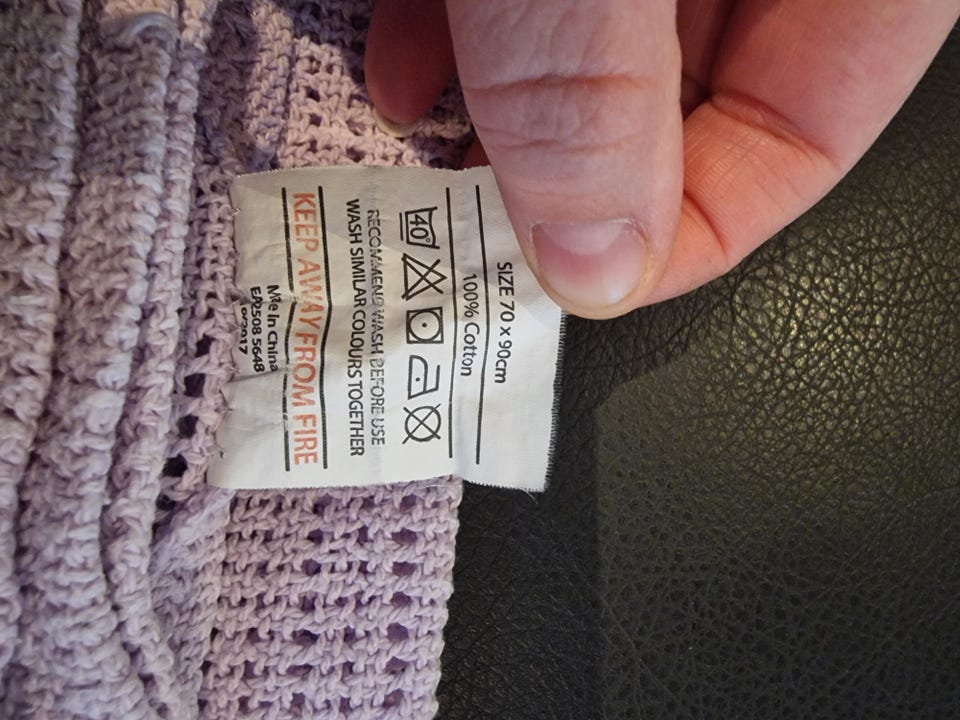 SIZE 70 x 90cm
100% Cotton
40°
RECOMMEND WASH BEFORE USE
WASH SIMILAR COLOURS TOGETHER
KEEP AWAY FROM FIRE
Made in China
5648